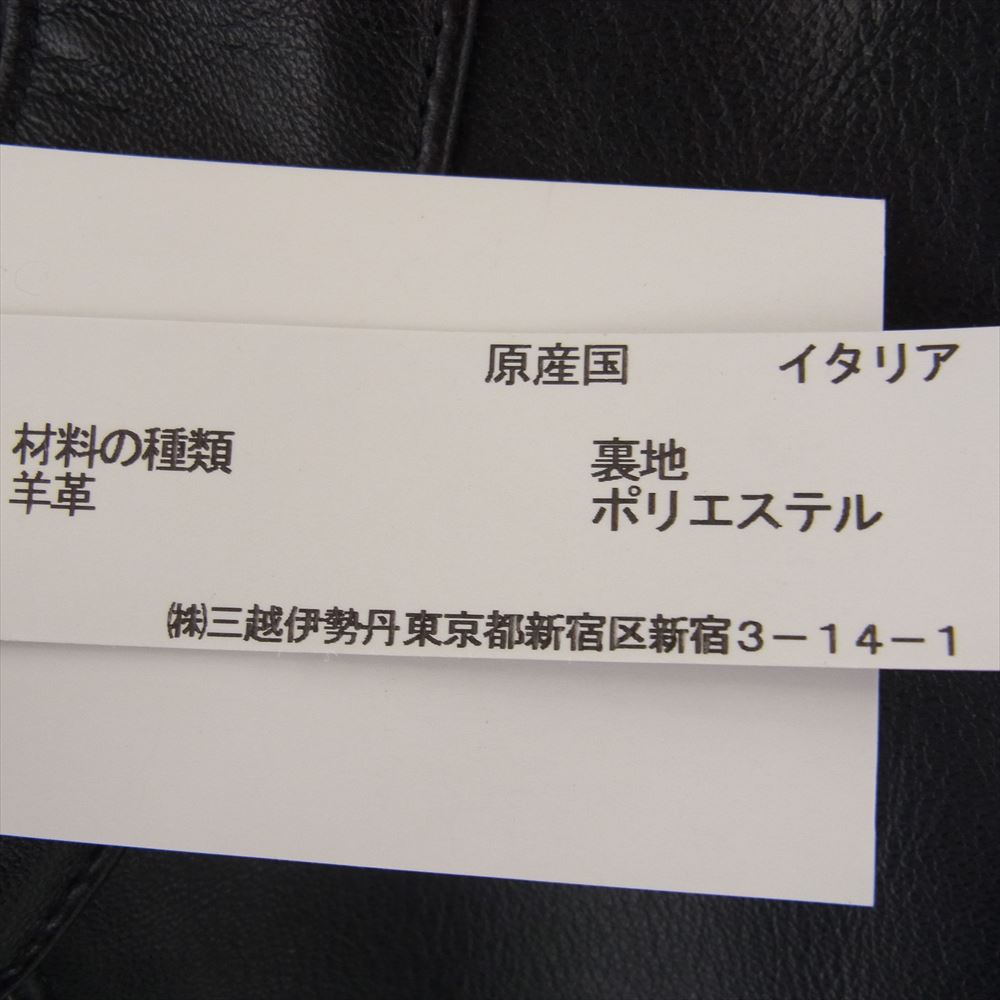 原産国　イタリア
材料の種類　裏地
羊革　ポリエステル
㈱三越伊勢丹東京都新宿区新宿３－１４－１